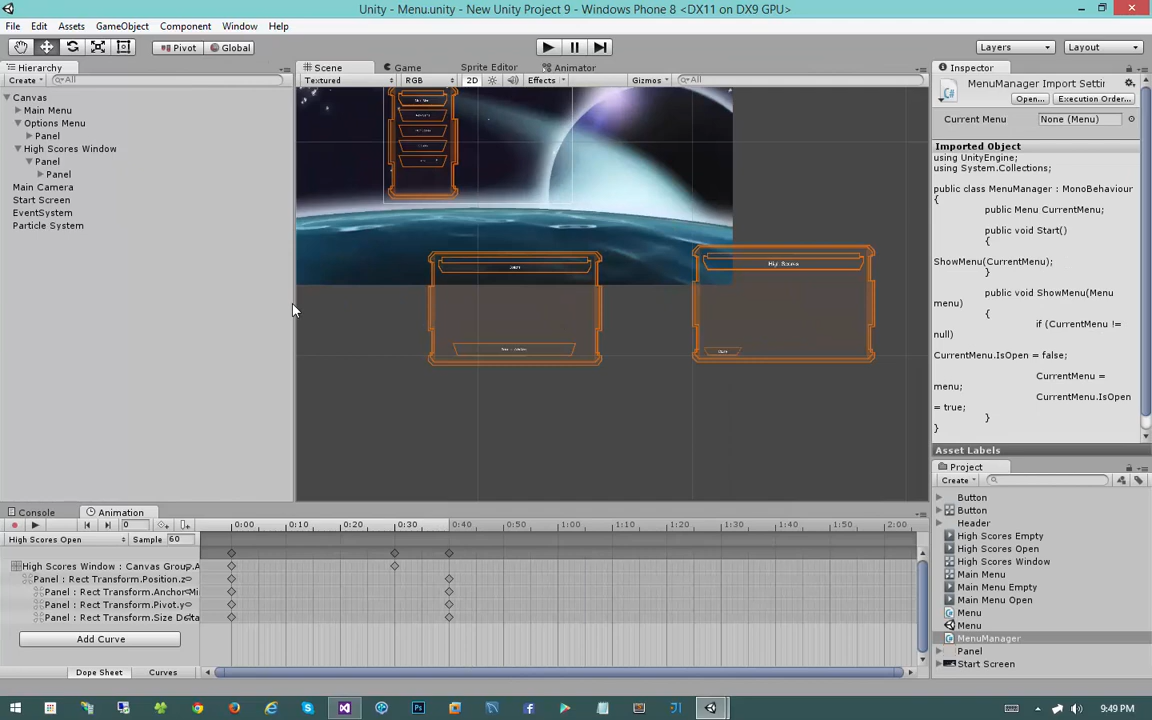 Unity - Menu.unity - New Unity Project 9 - Windows Phone 8 <DX11 on DX9 GPU>
File Edit Assets GameObject Component Window Help
Pivot Global Layers Layout
Hierarchy
Create All
Canvas
Main Menu
Options Menu
Panel
High Scores Window
Panel
Panel
Main Camera
Start Screen
EventSystem
Particle System
Scene Game Sprite Editor Animator
Textured RGB 2D Effects Gizmos All
High Scores
Inspector
MenuManager Import Settir
Open... Execution Order...
Current Menu None (Menu)
Imported Object
using UnityEngine;
using System.Collections;
public class MenuManager : MonoBehaviour
{
public Menu CurrentMenu;
public void Start()
{
ShowMenu(CurrentMenu);
}
public void ShowMenu(Menu
menu)
{
if (CurrentMenu !=
null)
CurrentMenu.IsOpen = false;
CurrentMenu =
menu;
CurrentMenu.IsOpen
= true;
}
}
Asset Labels
Project
Create
Button
Button
Header
High Scores Empty
High Scores Open
High Scores Window
Main Menu
Main Menu Empty
Main Menu Open
Menu
Menu
MenuManager
Panel
Start Screen
Console Animation
0 0:00 0:10 0:20 0:30 0:40 0:50 1:00 1:10 1:20 1:30 1:40 1:50 2:00
High Scores Open Sample 60
High Scores Window : Canvas Group.A
Panel : Rect Transform.Position.z
Panel : Rect Transform.Anchor Mi
Panel : Rect Transform.Pivot.y
Panel : Rect Transform.Size Delta
Add Curve
Dope Sheet Curves
9:49 PM